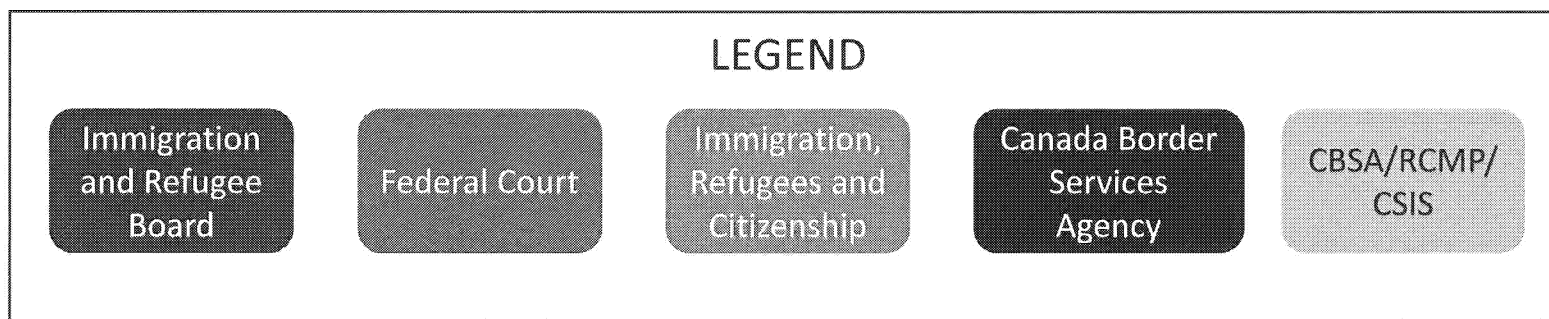 LEGEND
Immigration
and Refugee
Board
Federal Court
Immigration,
Refugees and
Citizenship
Canada Border
Services
Agency
CBSA/RCMP/
CSIS